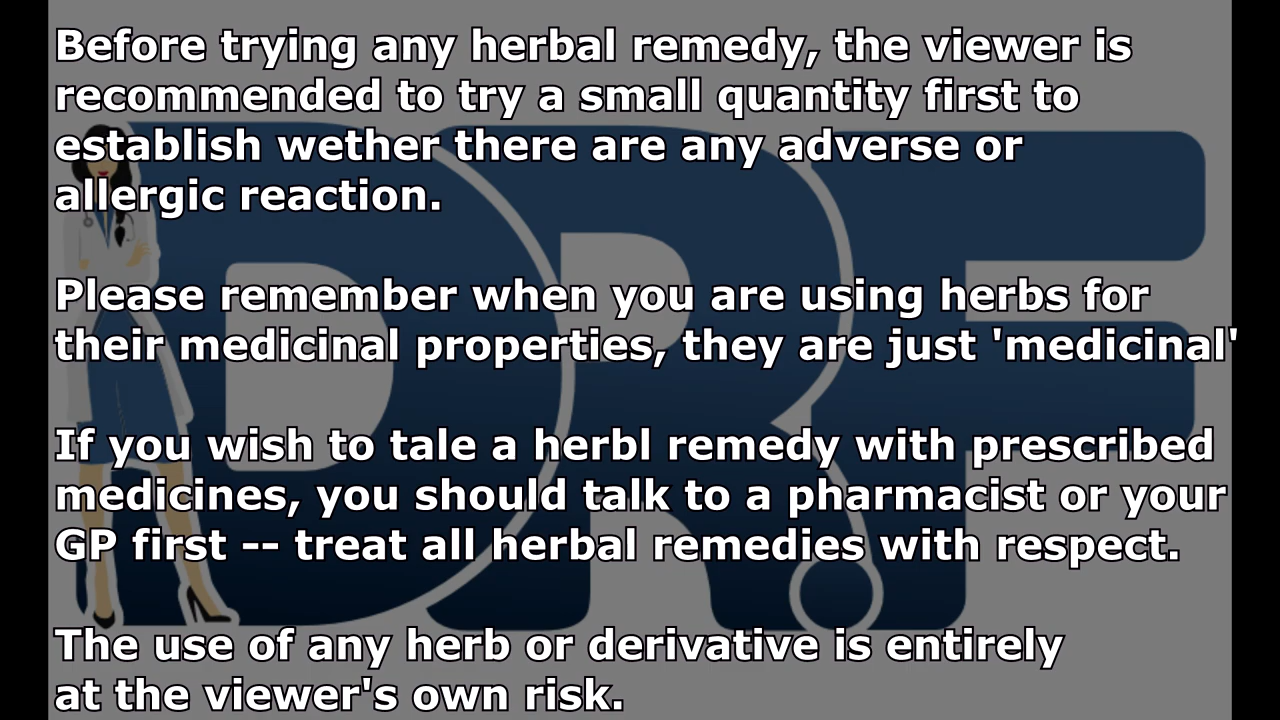 Before trying any herbal remedy, the viewer is
recommended to try a small quantity first to
establish wether there are any adverse or
allergic reaction.
Please remember when you are using herbs for
their medicinal properties, they are just 'medicinal'
If you wish to tale a herbl remedy with prescribed
medicines, you should talk to a pharmacist or your
GP first -- treat all herbal remedies with respect.
The use of any herb or derivative is entirely
at the viewer's own risk.
DRF